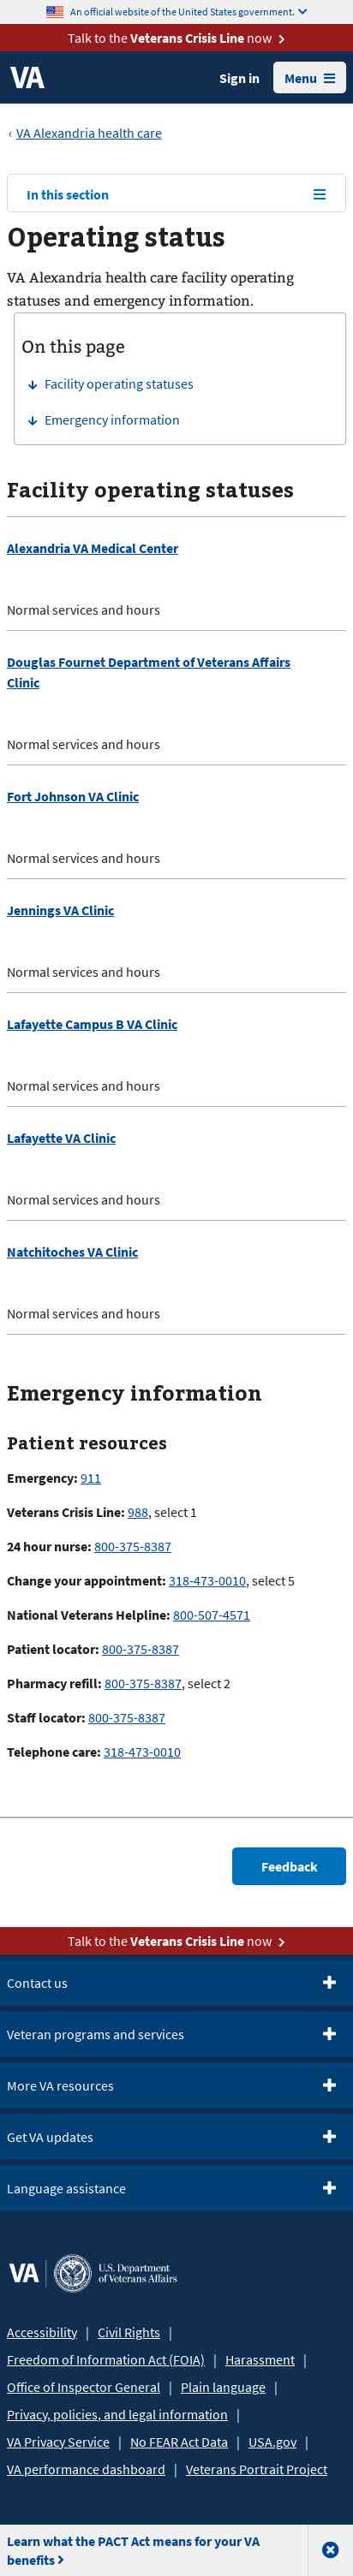 An official website of the United States government.
Talk to the Veterans Crisis Line now
VA
Sign in
Menu
VA Alexandria health care
In this section
Operating status
VA Alexandria health care facility operating
statuses and emergency information.
On this page
Facility operating statuses
Emergency information
Facility operating statuses
Alexandria VA Medical Center
Normal services and hours
Douglas Fournet Department of Veterans Affairs
Clinic
Normal services and hours
Fort Johnson VA Clinic
Normal services and hours
Jennings VA Clinic
Normal services and hours
Lafayette Campus B VA Clinic
Normal services and hours
Lafayette VA Clinic
Normal services and hours
Natchitoches VA Clinic
Normal services and hours
Emergency information
Patient resources
Emergency: 911
Veterans Crisis Line: 988, select 1
24 hour nurse: 800-375-8387
Change your appointment: 318-473-0010, select 5
National Veterans Helpline: 800-507-4571
Patient locator: 800-375-8387
Pharmacy refill: 800-375-8387, select 2
Staff locator: 800-375-8387
Telephone care: 318-473-0010
Feedback
Talk to the Veterans Crisis Line now
Contact us
Veteran programs and services
More VA resources
Get VA updates
Language assistance
VA
U.S. Department
of Veterans Affairs
Accessibility | Civil Rights |
Freedom of Information Act (FOIA) | Harassment |
Office of Inspector General | Plain language |
Privacy, policies, and legal information |
VA Privacy Service | No FEAR Act Data | USA.gov |
VA performance dashboard | Veterans Portrait Project
Learn what the PACT Act means for your VA
benefits